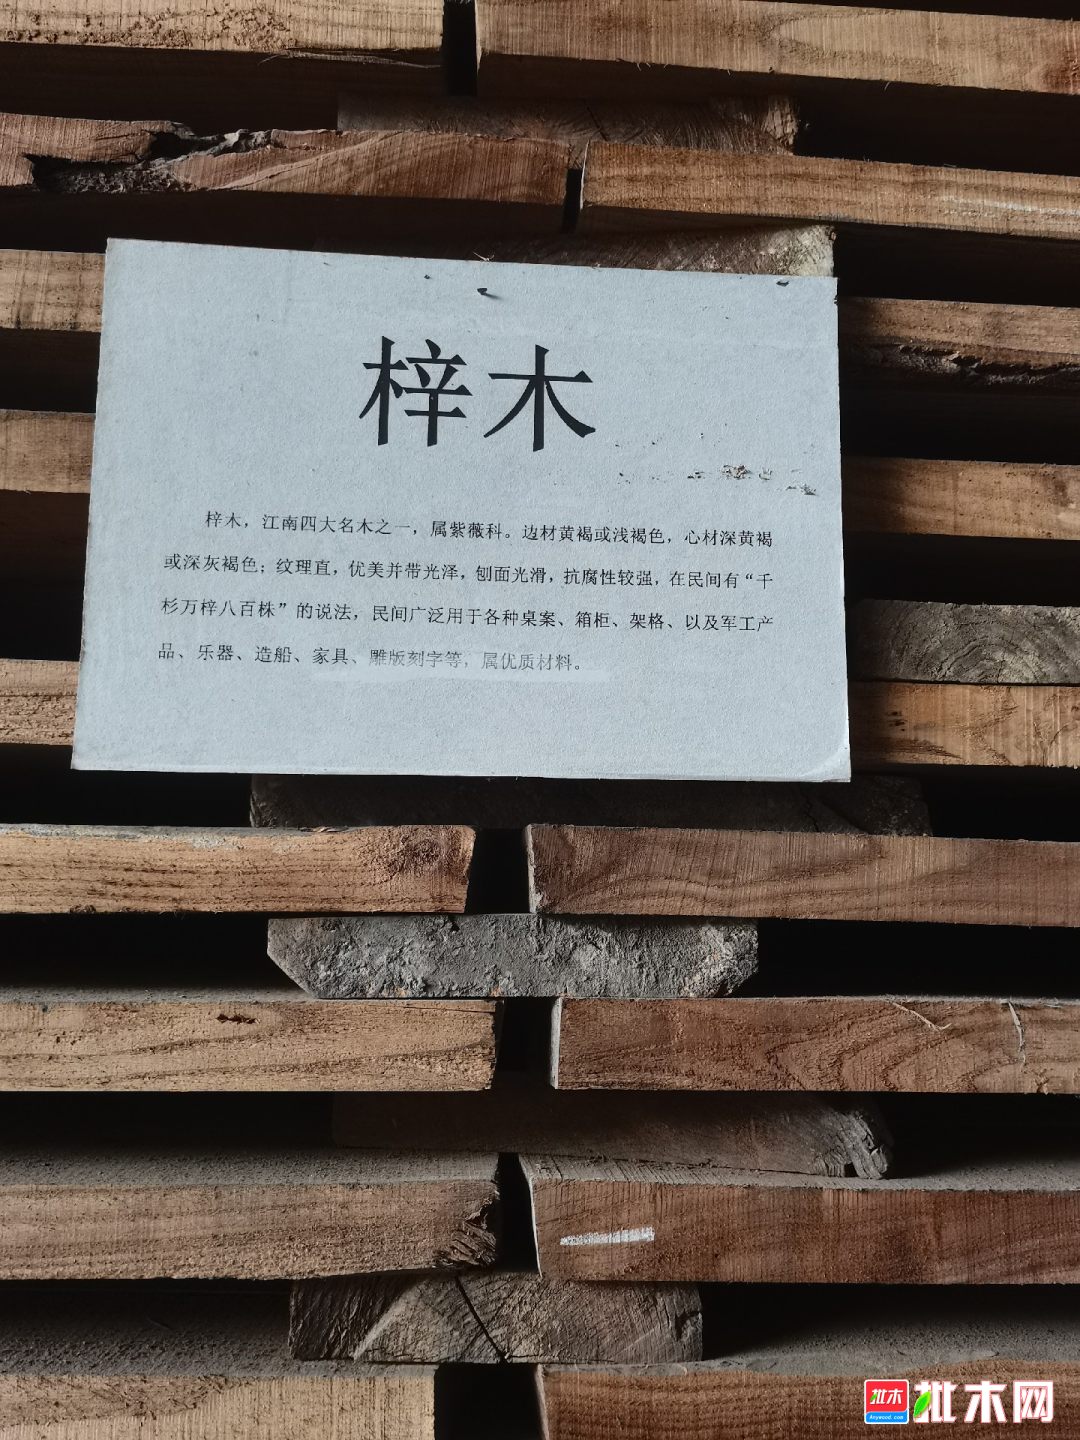 梓木
梓木，江南四大名木之一，属紫薇科。边材黄褐或浅褐色，心材深黄褐
或深灰褐色；纹理直，优美并带光泽，刨面光滑，抗腐性较强，在民间有“千
杉万梓八百株”的说法，民间广泛用于各种桌案、箱柜、架格、以及军工产
品、乐器、造船、家具、雕版刻字等，属优质材料。
批木 批木网
Anywood.com